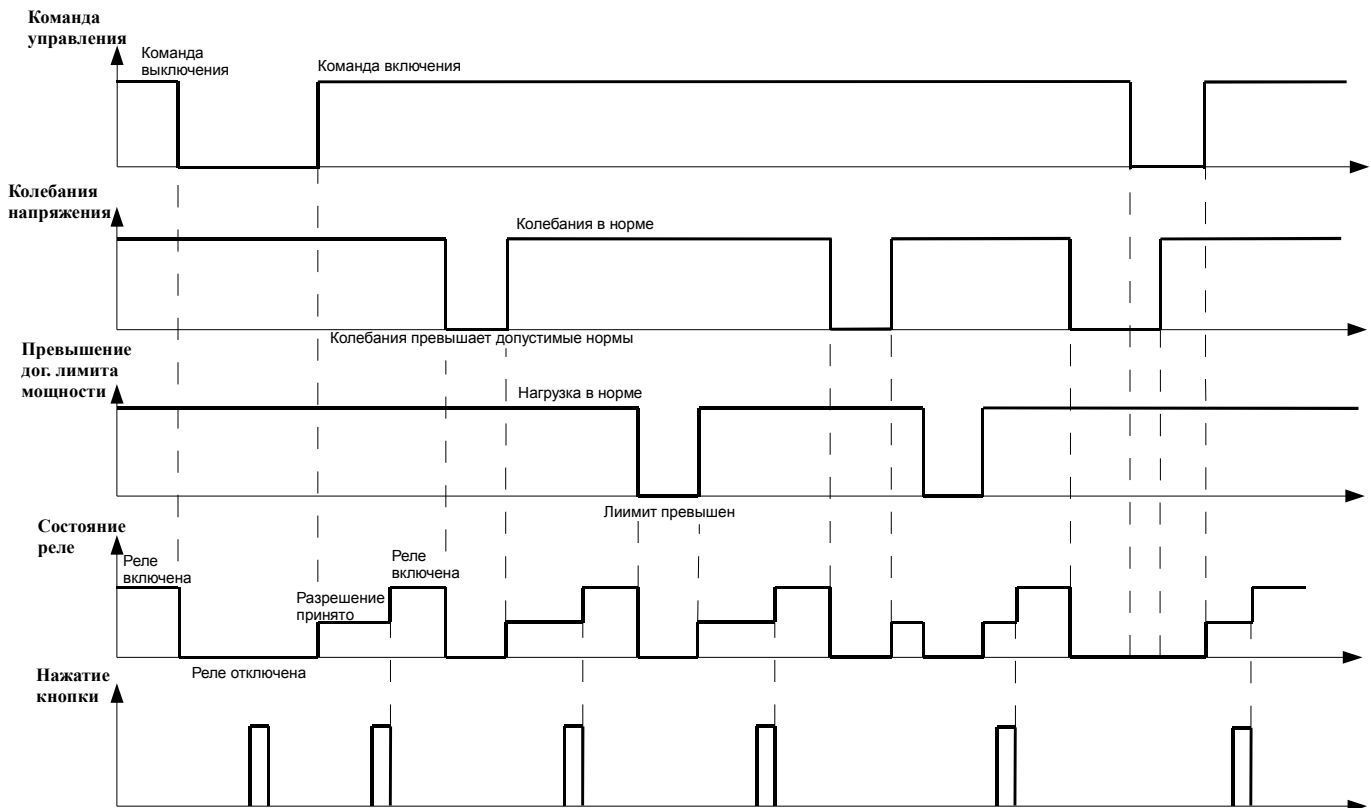 Команда
управления
Команда
выключения
Команда включения
Колебания
напряжения
Колебания в норме
Колебания превышает допустимые нормы
Превышение
дог. лимита
мощности
Нагрузка в норме
Лиимит превышен
Состояние
реле
Реле
включена
Разрешение
принято
Реле
включена
Реле отключена
Нажатие
кнопки